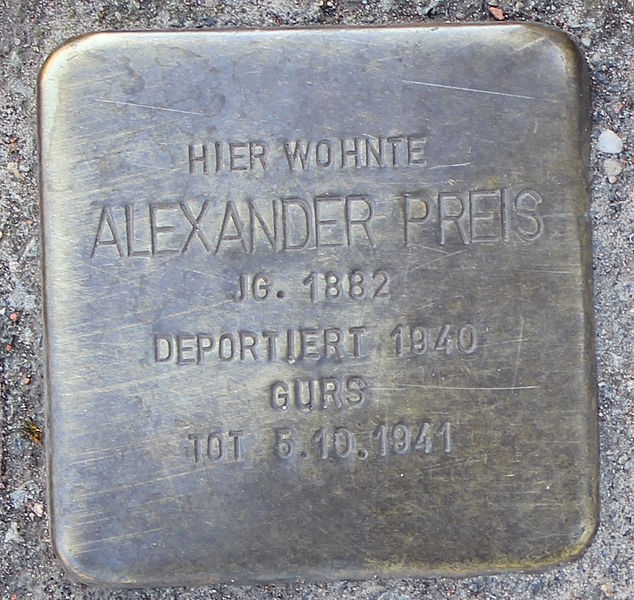 HIER WOHNTE
ALEXANDER PREIS
JG. 1882
DEPORTIERT 1940
GURS
TOT 5.10.1941